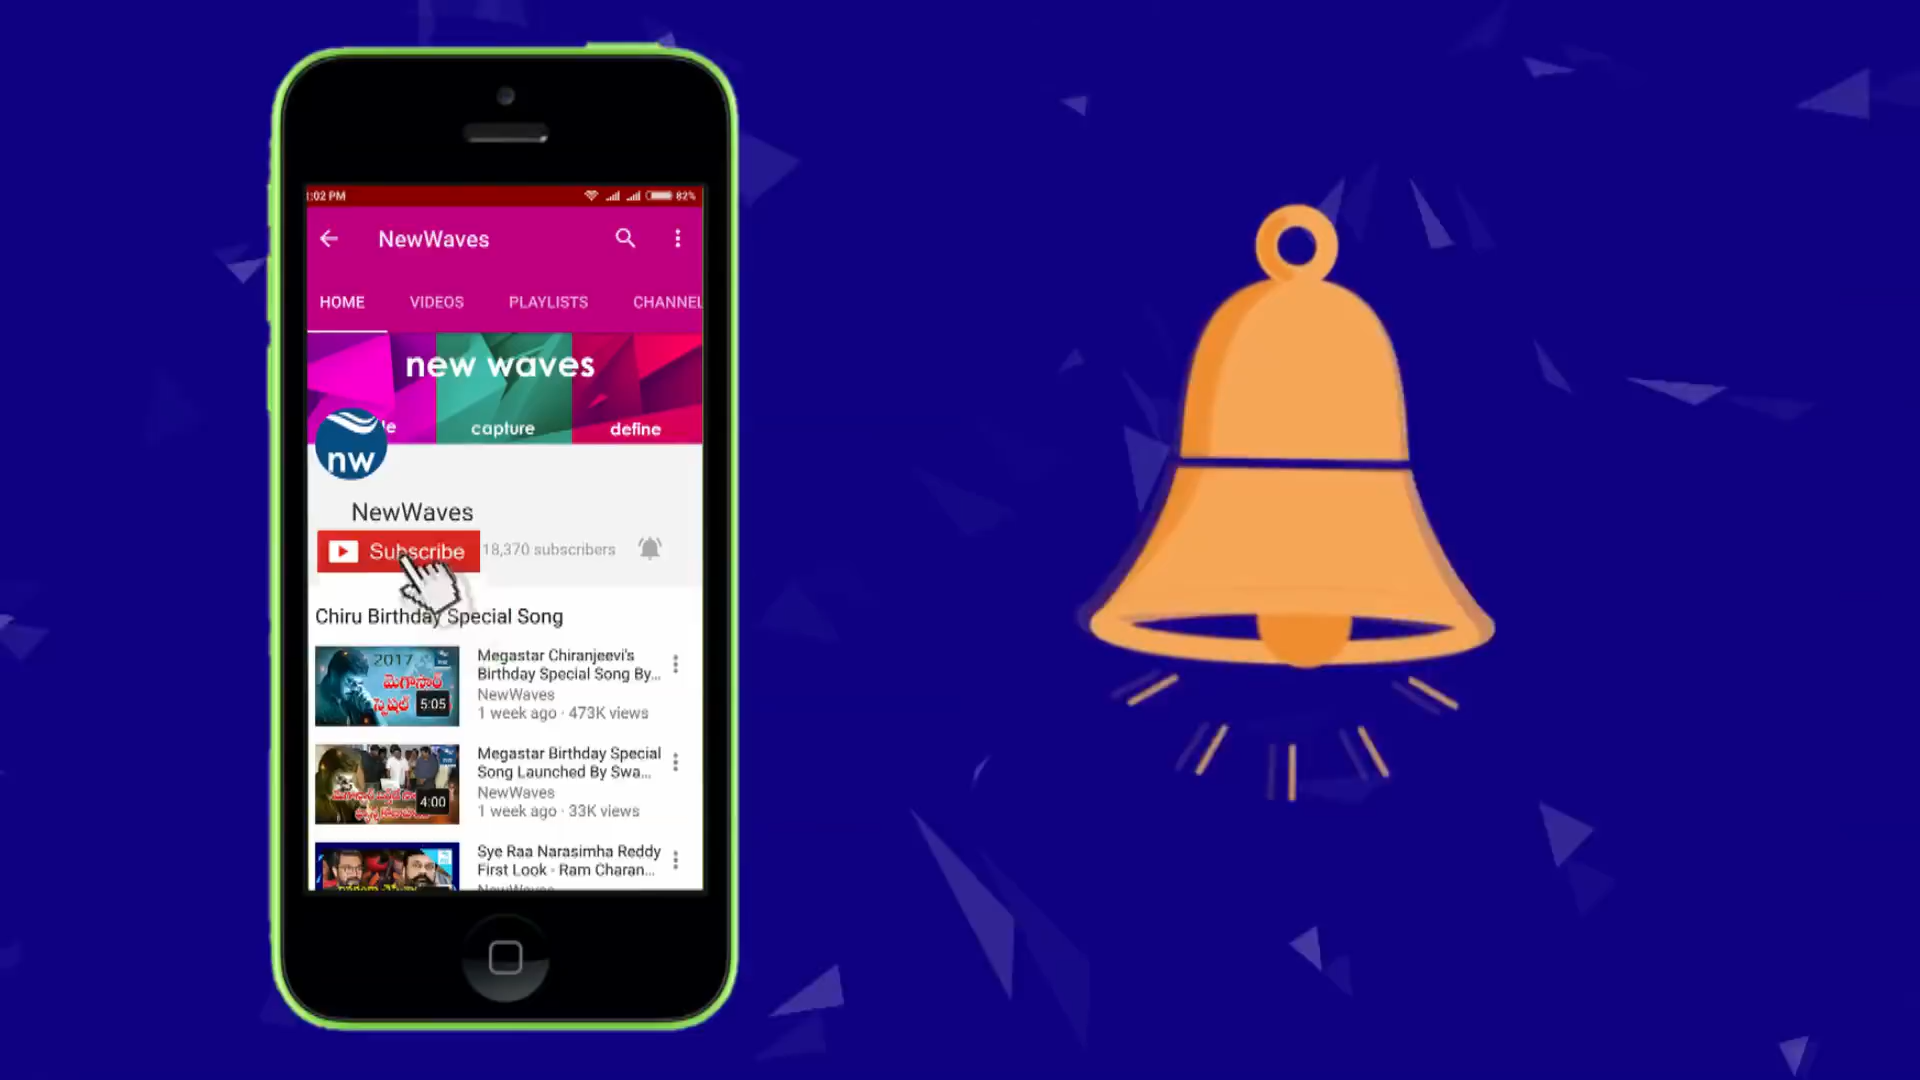 1:02 PM
82%
NewWaves
HOME
VIDEOS
PLAYLISTS
CHANNEL
new waves
capture
define
nw
NewWaves
Subscribe
18,370 subscribers
Chiru Birthday Special Song
2017
మెగాస్టార్
స్పెషల్
5:05
Megastar Chiranjeevi's
Birthday Special Song By...
NewWaves
1 week ago · 473K views
4:00
Megastar Birthday Special
Song Launched By Swa...
NewWaves
1 week ago · 33K views
Sye Raa Narasimha Reddy
First Look - Ram Charan...
NewWaves